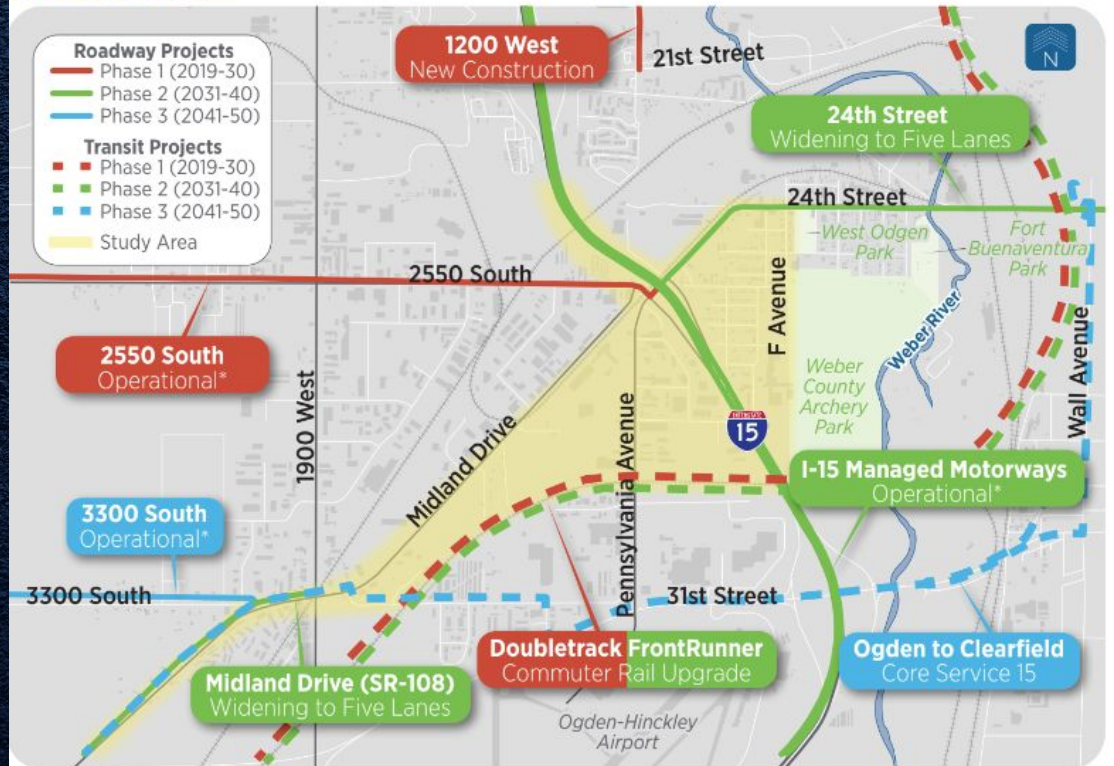 Roadway Projects
Phase 1 (2019-30)
Phase 2 (2031-40)
Phase 3 (2041-50)
Transit Projects
Phase 1 (2019-30)
Phase 2 (2031-40)
Phase 3 (2041-50)
Study Area
1200 West
New Construction
21st Street
N
24th Street
Widening to Five Lanes
24th Street
West Odgen
Park
Fort
Buenaventura
Park
2550 South
2550 South
Operational*
1900 West
F Avenue
Weber River
Wall Avenue
Weber
County
Archery
Park
INTERSTATE
15
Midland Drive
Pennsylvania Avenue
I-15 Managed Motorways
Operational*
3300 South
Operational*
3300 South
31st Street
Midland Drive (SR-108)
Widening to Five Lanes
Doubletrack FrontRunner
Commuter Rail Upgrade
Ogden to Clearfield
Core Service 15
Ogden-Hinckley
Airport